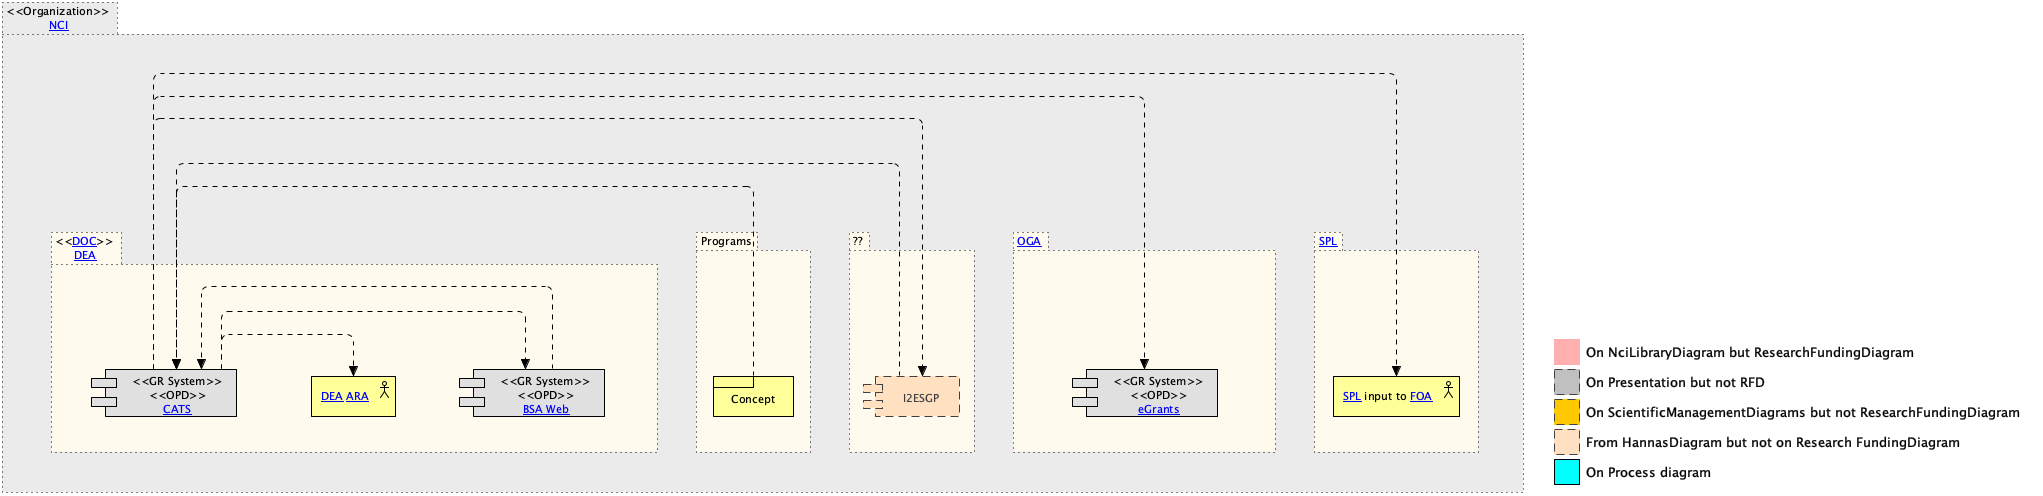 <<Organization>>
NCI
<<DOC>>
DEA
Programs
??
OGA
SPL
<<GR System>>
<<OPD>>
CATS
DEA ARA
<<GR System>>
<<OPD>>
BSA Web
Concept
I2ESGP
<<GR System>>
<<OPD>>
eGrants
SPL input to FOA
On NciLibraryDiagram but ResearchFundingDiagram
On Presentation but not RFD
On ScientificManagementDiagrams but not ResearchFundingDiagram
From HannasDiagram but not on Research FundingDiagram
On Process diagram